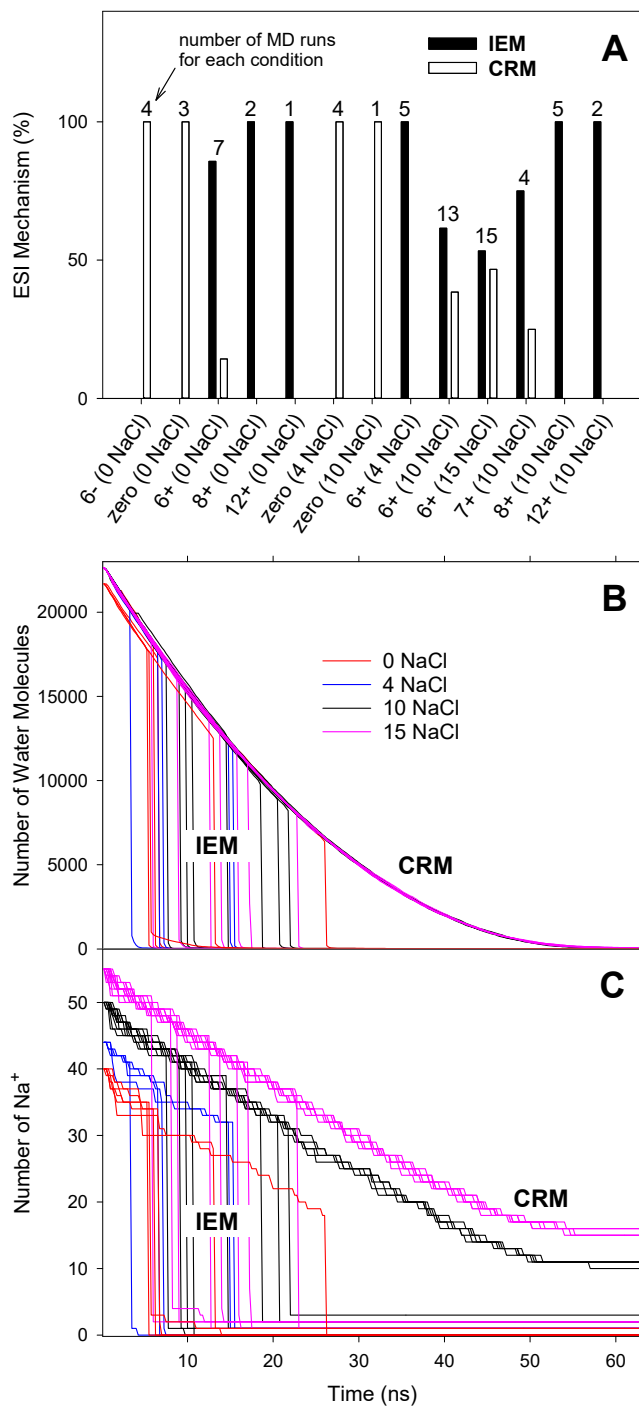 number of MD runs
for each condition
IEM
CRM
A
ESI Mechanism (%)
100
50
0
4
3
7
2
1
4
1
5
13
15
4
5
2
6- (0 NaCl)
zero (0 NaCl)
6+ (0 NaCl)
8+ (0 NaCl)
12+ (0 NaCl)
zero (4 NaCl)
zero (10 NaCl)
6+ (4 NaCl)
6+ (10 NaCl)
6+ (15 NaCl)
7+ (10 NaCl)
8+ (10 NaCl)
12+ (10 NaCl)
B
Number of Water Molecules
20000
15000
10000
5000
0
0 NaCl
4 NaCl
10 NaCl
15 NaCl
IEM
CRM
C
Number of Na⁺
50
40
30
20
10
0
IEM
CRM
10
20
30
40
50
60
Time (ns)